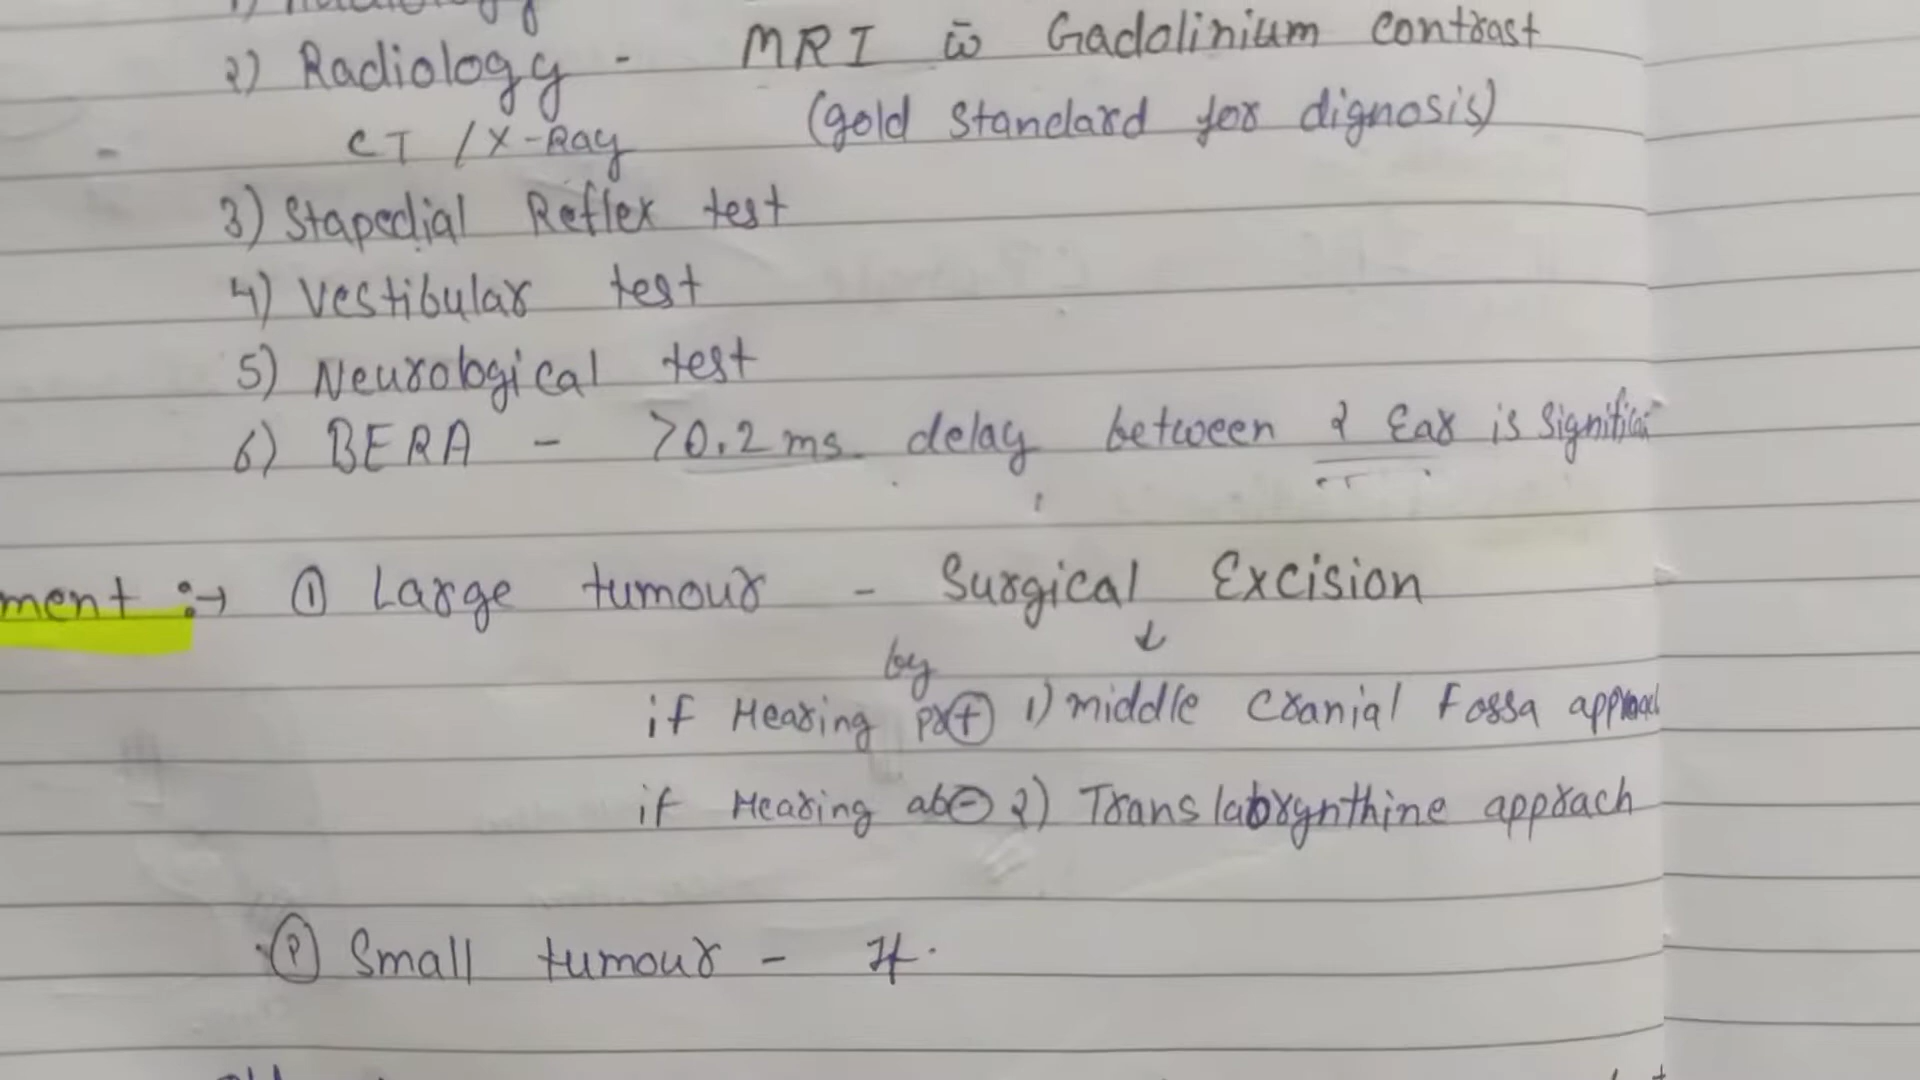 2) Radiology - MRI w̄ Gadolinium contrast
CT / X-Ray (gold standard for dignosis)
3) Stapedial Reflex test
4) Vestibular test
5) Neurological test
6) BERA - >0.2 ms delay between 2 Ear is
ment :→ ① Large tumour - Surgical Excision
↓
by
if Hearing pr⊕ 1) middle cranial Fossa
if Hearing ab⊖ 2) Trans labrynthine apprach
② Small tumour -